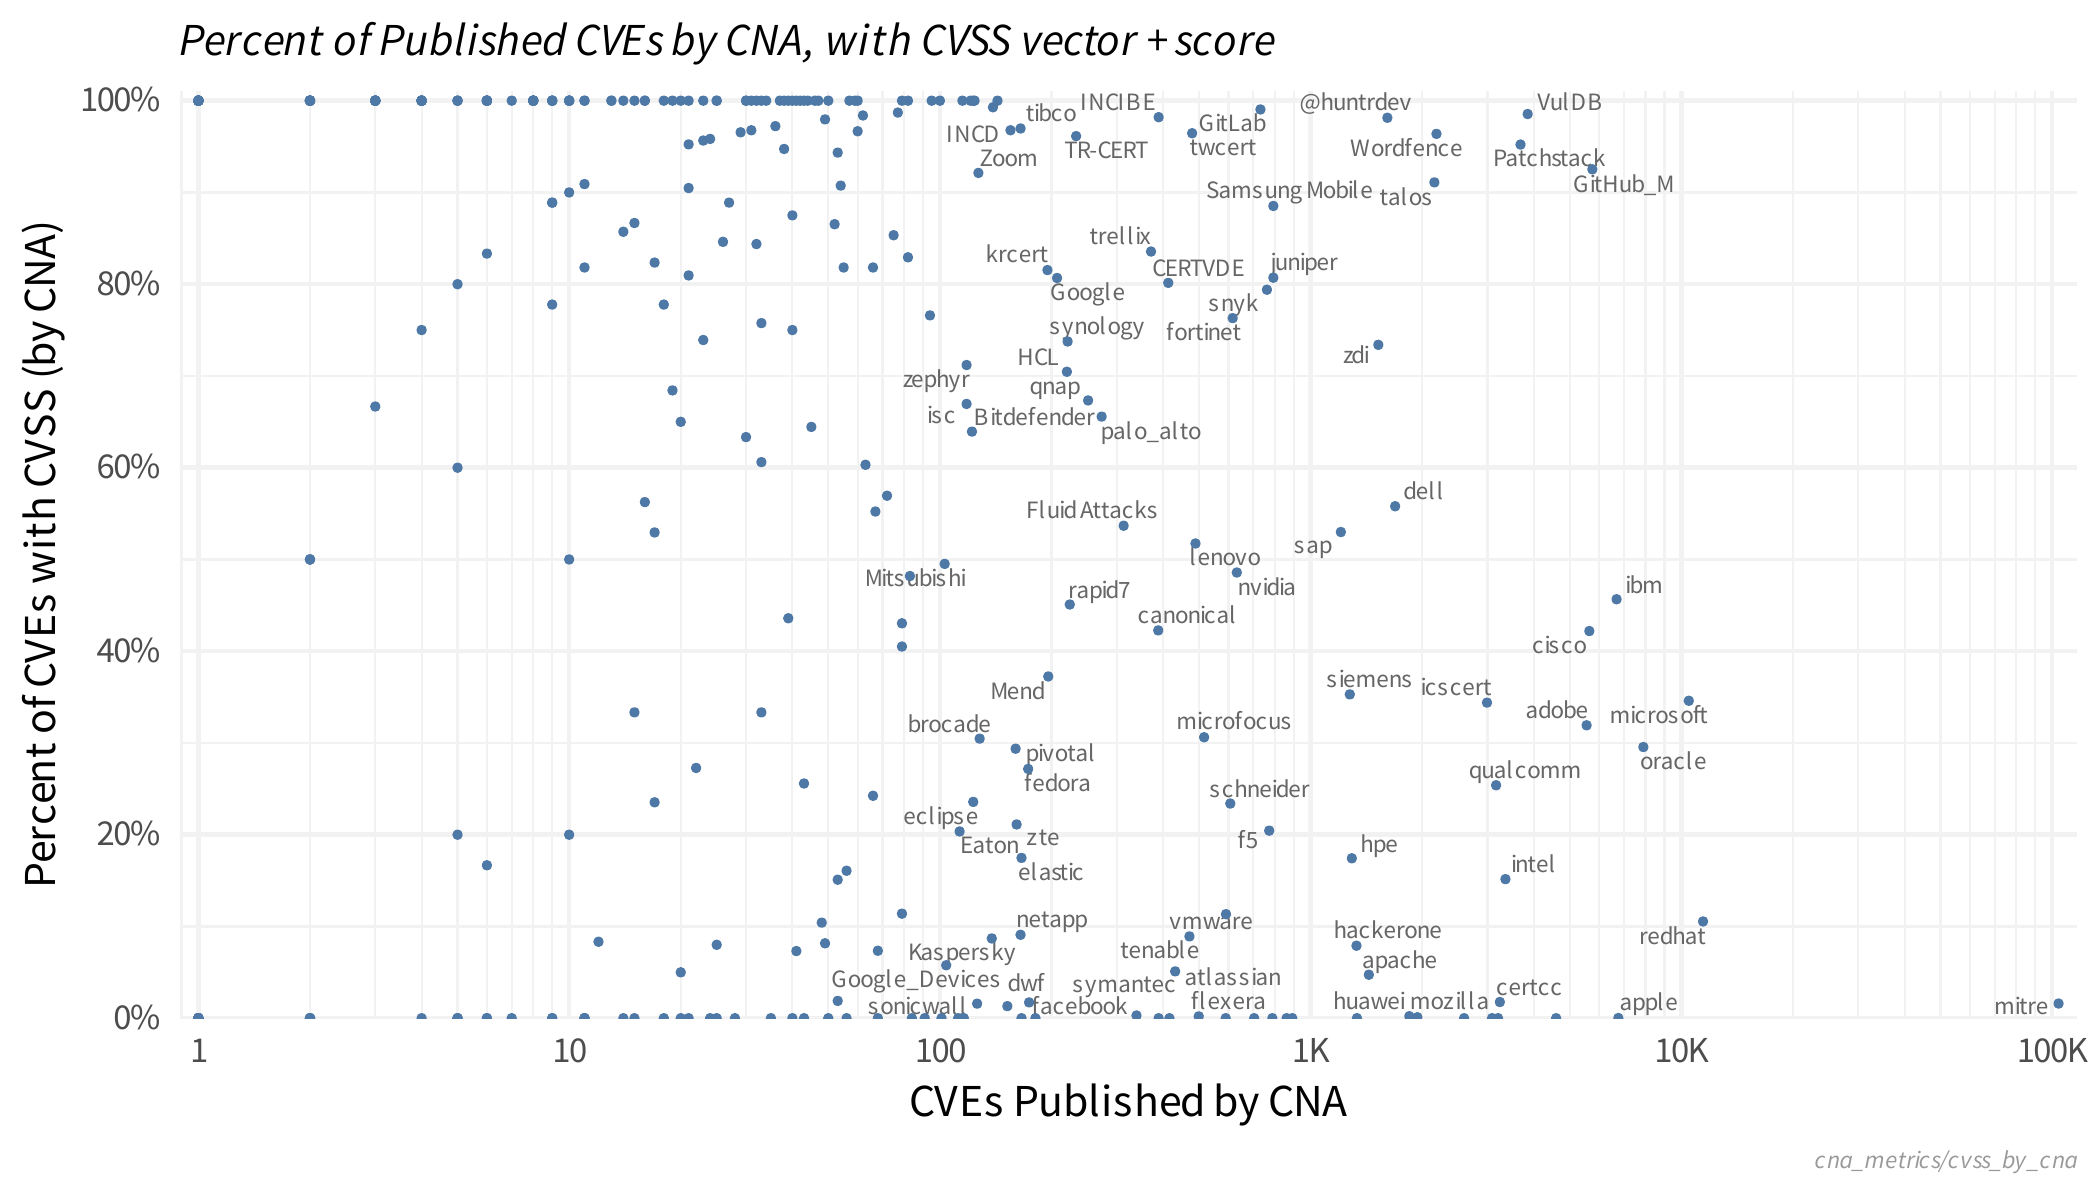 Percent of Published CVEs by CNA, with CVSS vector + score
Percent of CVEs with CVSS (by CNA)
100%
80%
60%
40%
20%
0%
tibco
INCIBE
@huntrdev
VulDB
INCD
GitLab
TR-CERT
twcert
Wordfence
Patchstack
Zoom
GitHub_M
Samsung Mobile
talos
trellix
krcert
CERTVDE
juniper
Google
snyk
synology
fortinet
HCL
zdi
zephyr
qnap
isc
Bitdefender
palo_alto
dell
Fluid Attacks
sap
lenovo
Mitsubishi
nvidia
rapid7
ibm
canonical
cisco
siemens
icscert
Mend
adobe
microsoft
brocade
microfocus
pivotal
oracle
qualcomm
fedora
schneider
eclipse
zte
f5
hpe
Eaton
intel
elastic
netapp
vmware
hackerone
redhat
Kaspersky
tenable
apache
Google_Devices
dwf
symantec
atlassian
certcc
sonicwall
facebook
flexera
huawei
mozilla
apple
mitre
1
10
100
1K
10K
100K
CVEs Published by CNA
cna_metrics/cvss_by_cna